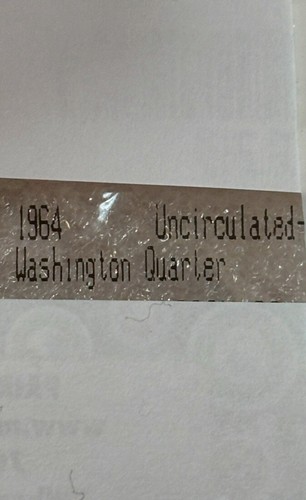 1964 Uncirculated-
Washington Quarter